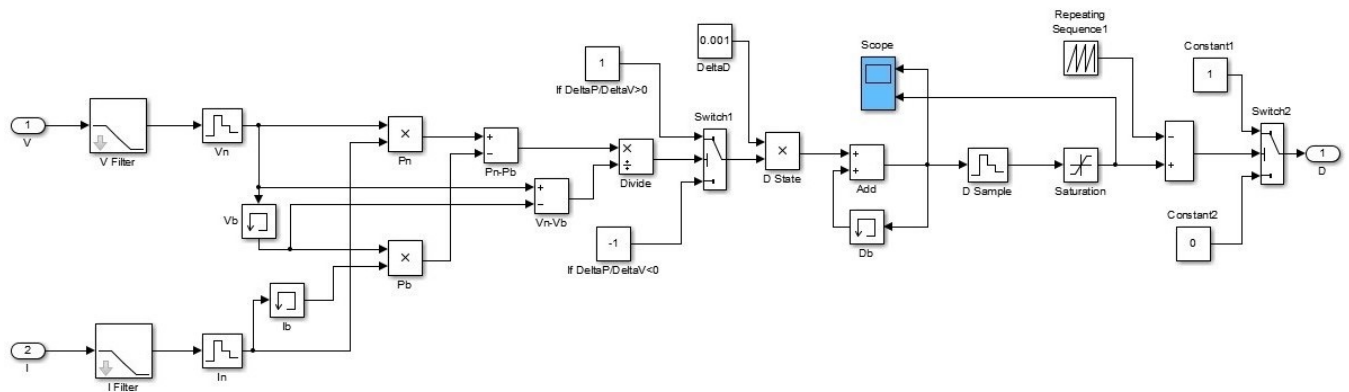 Repeating
Sequence1
Scope
Constant1
0.001
DeltaD
1
1
If DeltaP/DeltaV>0
Switch1
Switch2
1
V
V Filter
Vn
×
Pn
+
−
Pn-Pb
×
÷
Divide
×
D State
+
+
Add
D Sample
Saturation
−
+
1
D
Vb
+
−
Vn-Vb
Constant2
-1
0
If DeltaP/DeltaV<0
Db
×
Pb
Ib
2
I
I Filter
In